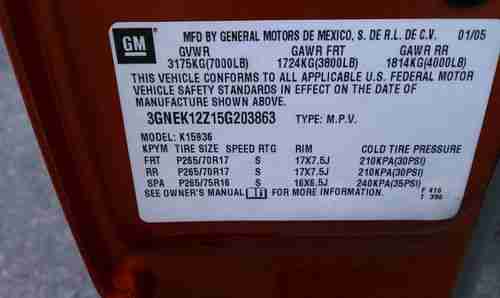 GM
MFD BY GENERAL MOTORS DE MEXICO, S. DE R.L. DE C.V. 01/05
GVWR GAWR FRT GAWR RR
3175KG(7000LB) 1724KG(3800LB) 1814KG(4000LB)
THIS VEHICLE CONFORMS TO ALL APPLICABLE U.S. FEDERAL MOTOR
VEHICLE SAFETY STANDARDS IN EFFECT ON THE DATE OF
MANUFACTURE SHOWN ABOVE.
3GNEK12Z15G203863 TYPE: M.P.V.
MODEL: K15936
KPYM TIRE SIZE SPEED RTG RIM COLD TIRE PRESSURE
FRT P265/70R17 S 17X7.5J 210KPA(30PSI)
RR P265/70R17 S 17X7.5J 210KPA(30PSI)
SPA P265/75R16 S 16X6.5J 240KPA(35PSI)
SEE OWNER'S MANUAL FOR MORE INFORMATION. F 416
T 396